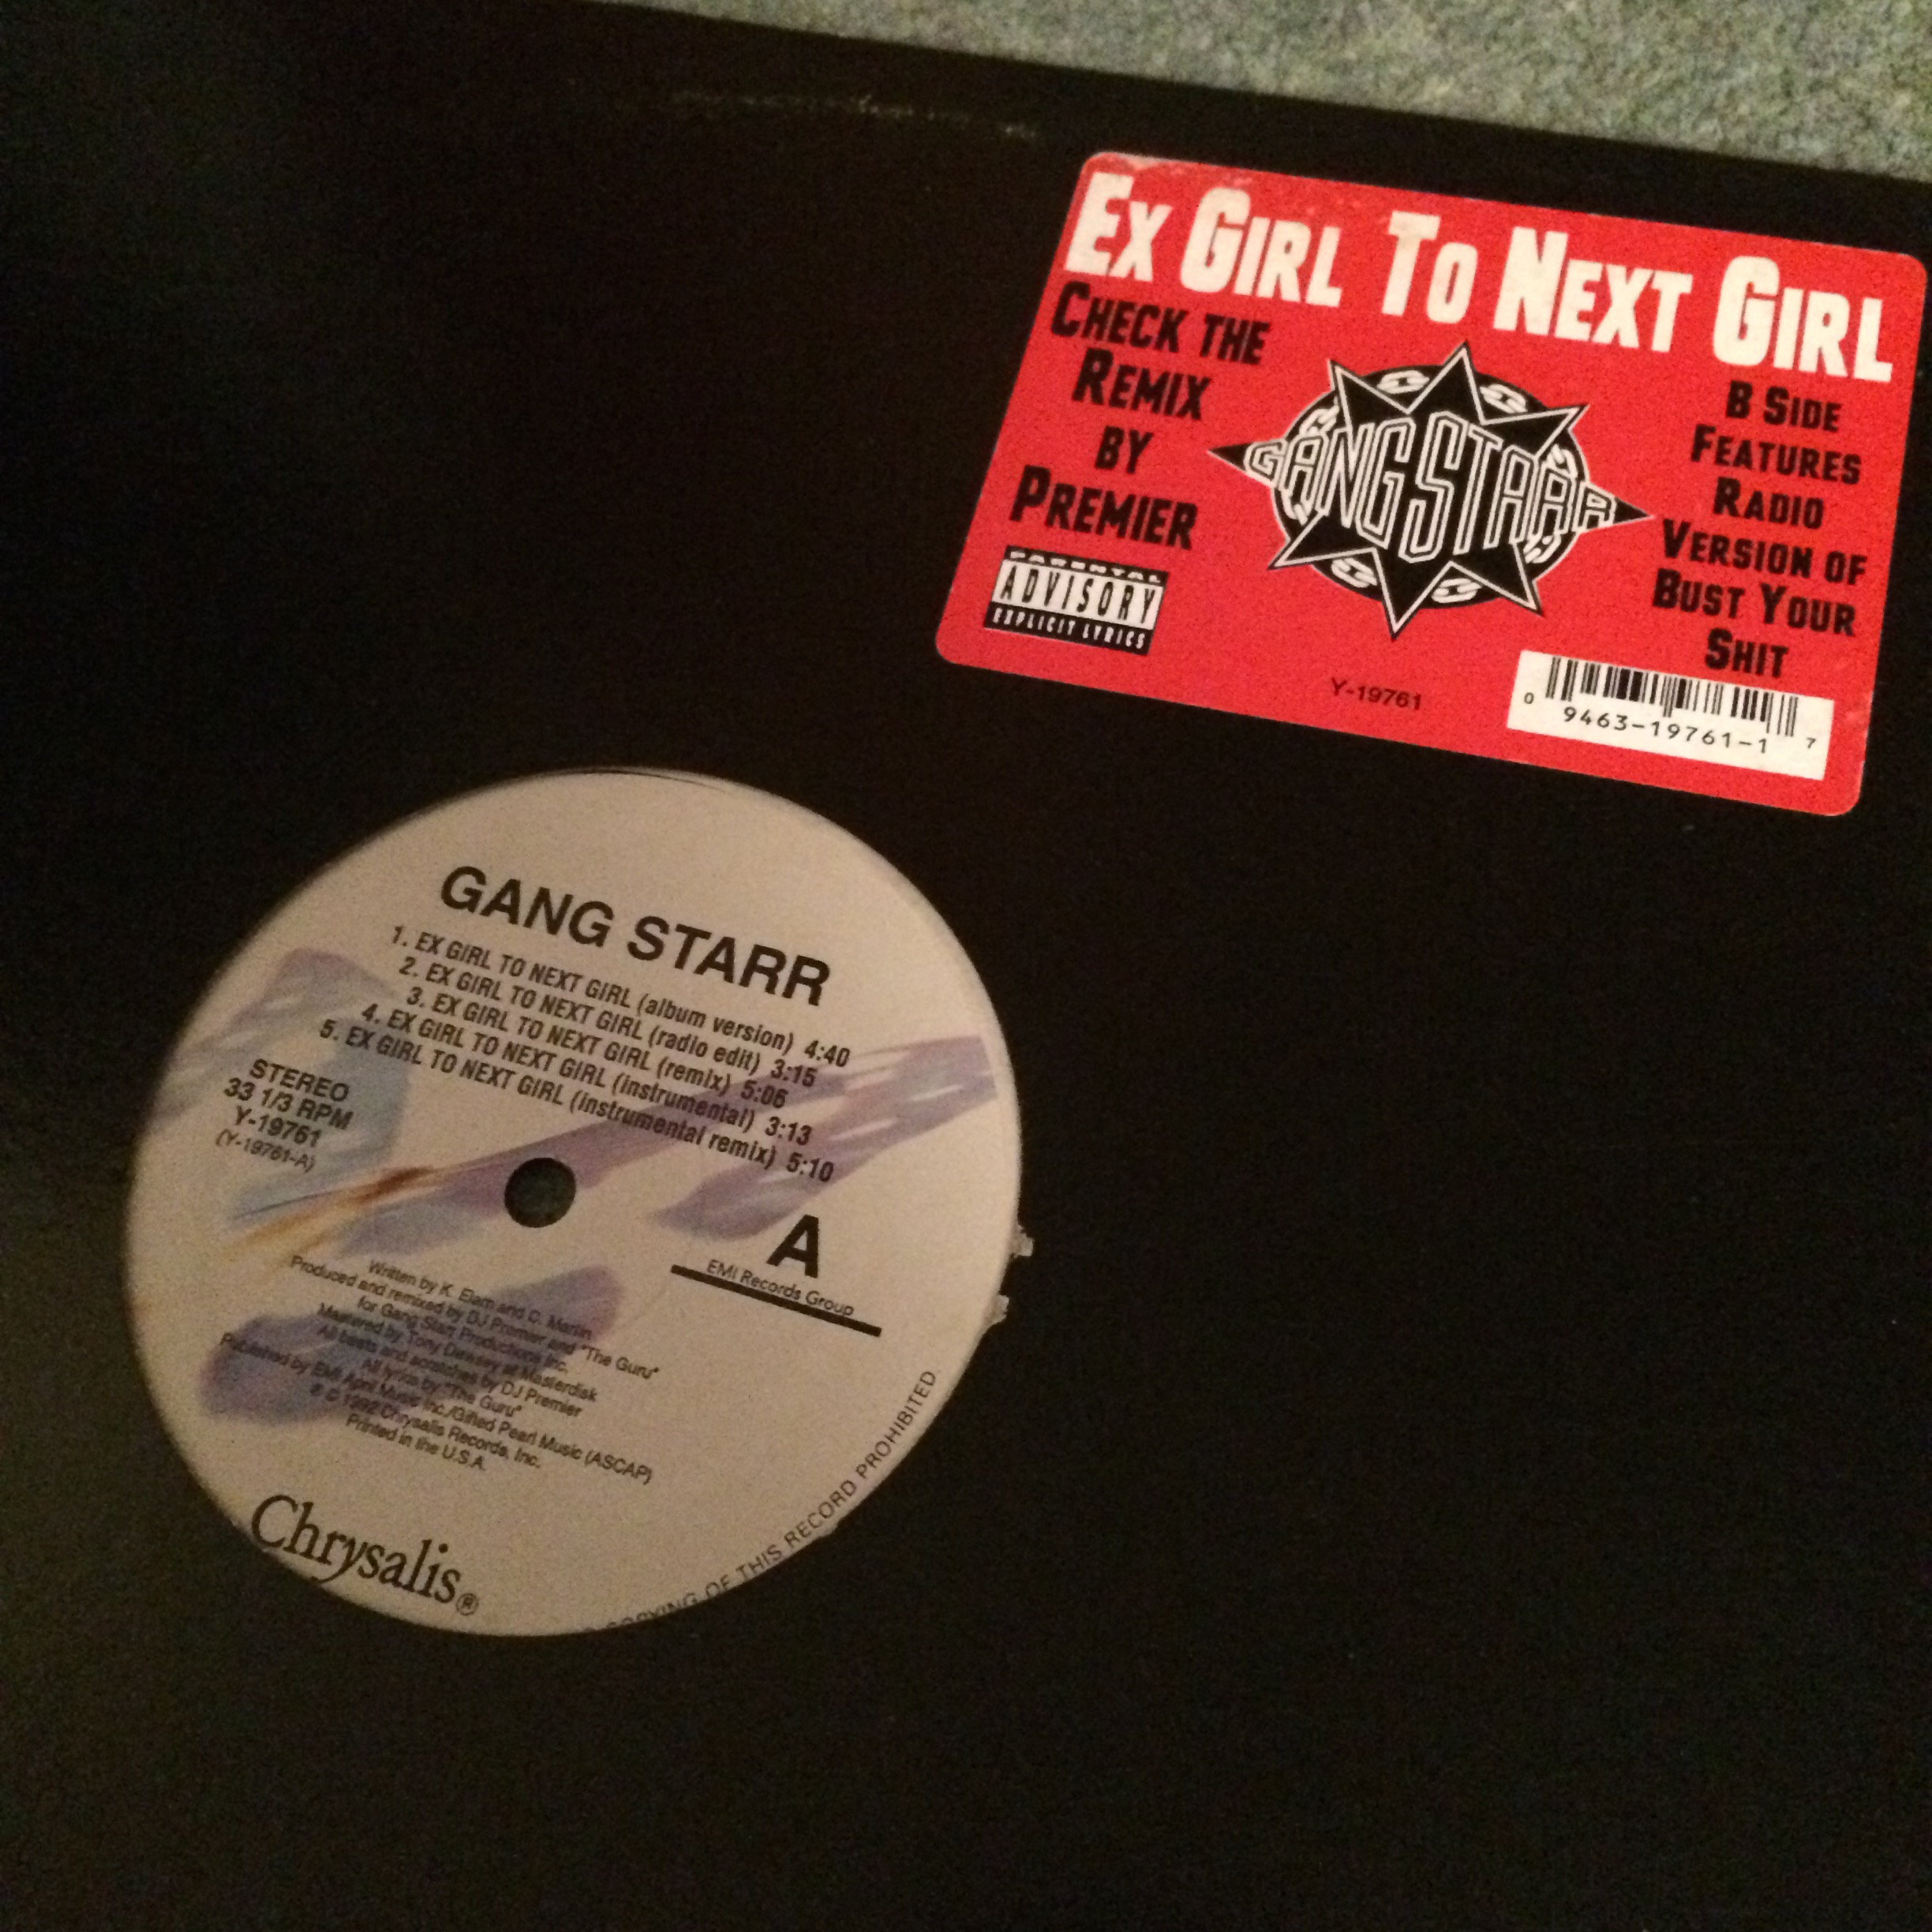 EX GIRL TO NEXT GIRL
CHECK THE
REMIX
BY
PREMIER
PARENTAL
ADVISORY
EXPLICIT LYRICS
GANGSTARR
B SIDE
FEATURES
RADIO
VERSION OF
BUST YOUR
SHIT
Y-19761
0 9463-19761-1 7
GANG STARR
1. EX GIRL TO NEXT GIRL (album version) 4:40
2. EX GIRL TO NEXT GIRL (radio edit) 3:15
3. EX GIRL TO NEXT GIRL (remix) 5:06
4. EX GIRL TO NEXT GIRL (instrumental) 3:13
5. EX GIRL TO NEXT GIRL (instrumental remix) 5:10
STEREO
33 1/3 RPM
Y-19761
(Y-19761-A)
A
EMI Records Group
Written by K. Elam and C. Martin
Produced and remixed by DJ Premier and "The Guru"
for Gang Starr Productions Inc.
Mastered by Tony Dawsey at Masterdisk
All beats and scratches by DJ Premier
All lyrics by "The Guru"
Published by EMI April Music Inc./Gifted Pearl Music (ASCAP)
℗ © 1992 Chrysalis Records, Inc.
Printed in the U.S.A.
Chrysalis®
COPYING OF THIS RECORD PROHIBITED.